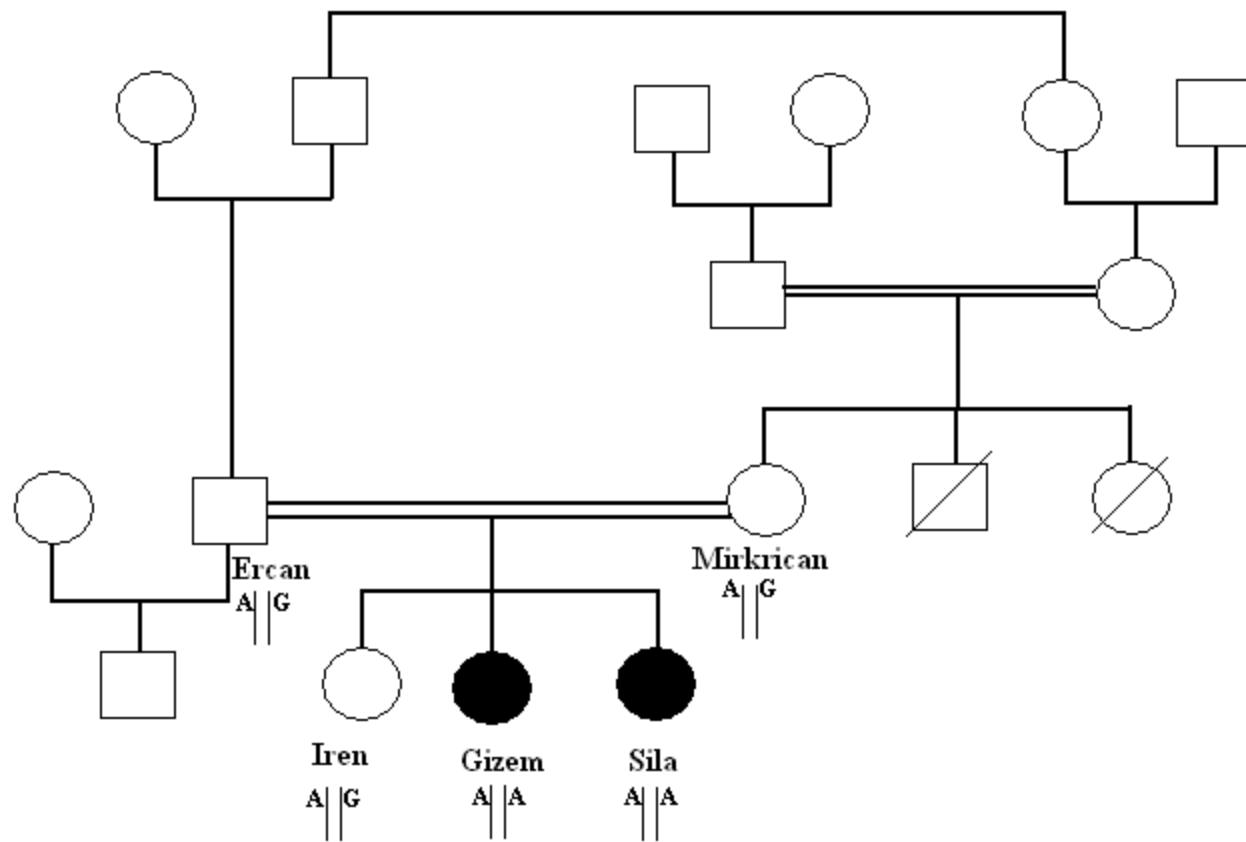 Ercan
A G
Mirkrican
A G
Iren
A G
Gizem
A A
Sila
A A